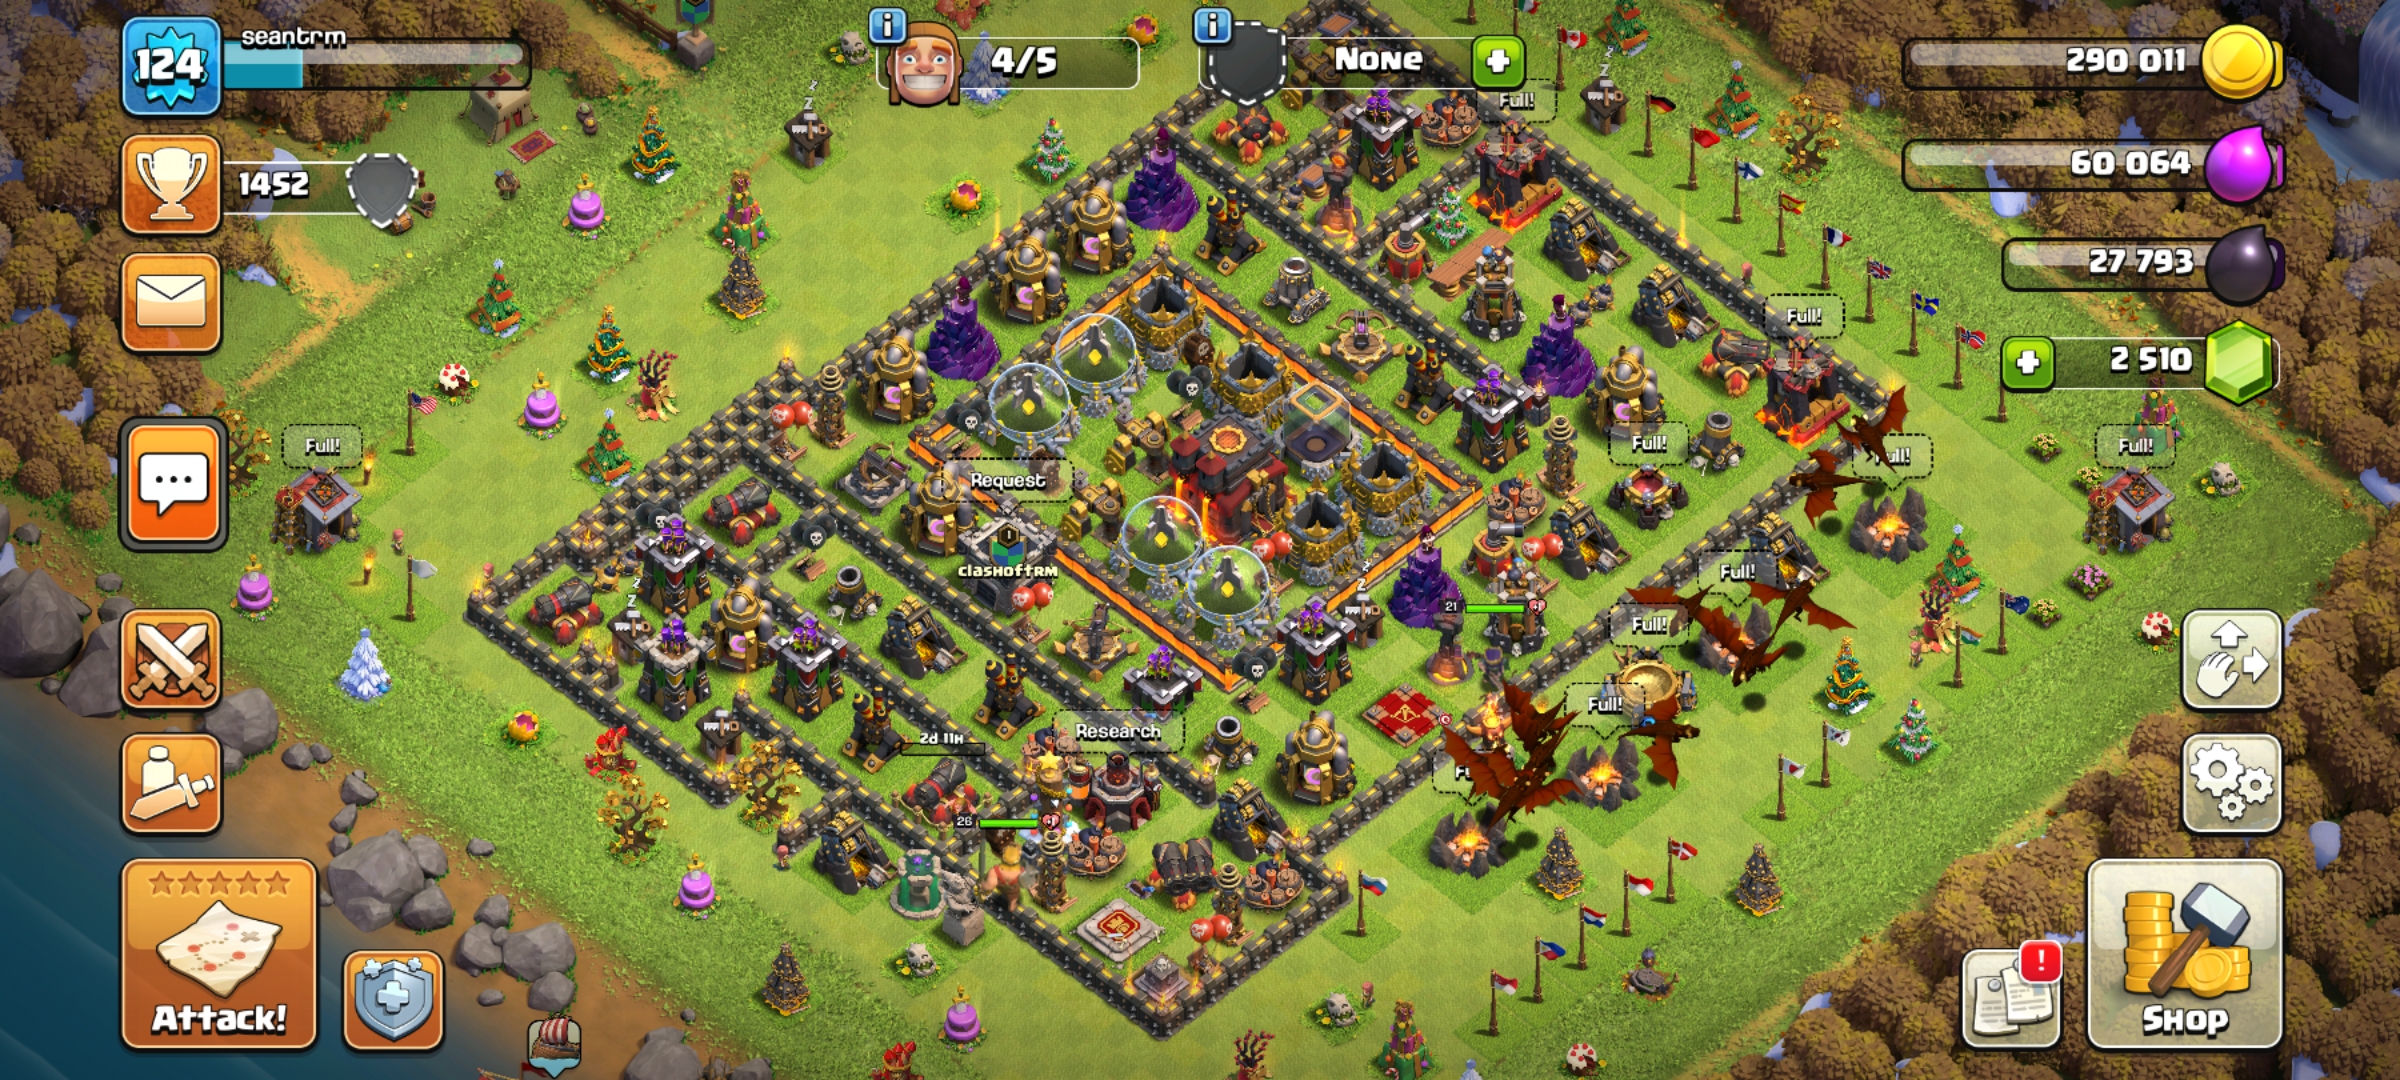 124
seantrm
4/5
None
290 011
Full!
1452
60 064
27 793
Full!
2 510
Full!
Full!
Full!
Request
clashoftRM
Full!
21
Full!
Full!
Research
2d 11H
26
Attack!
Shop